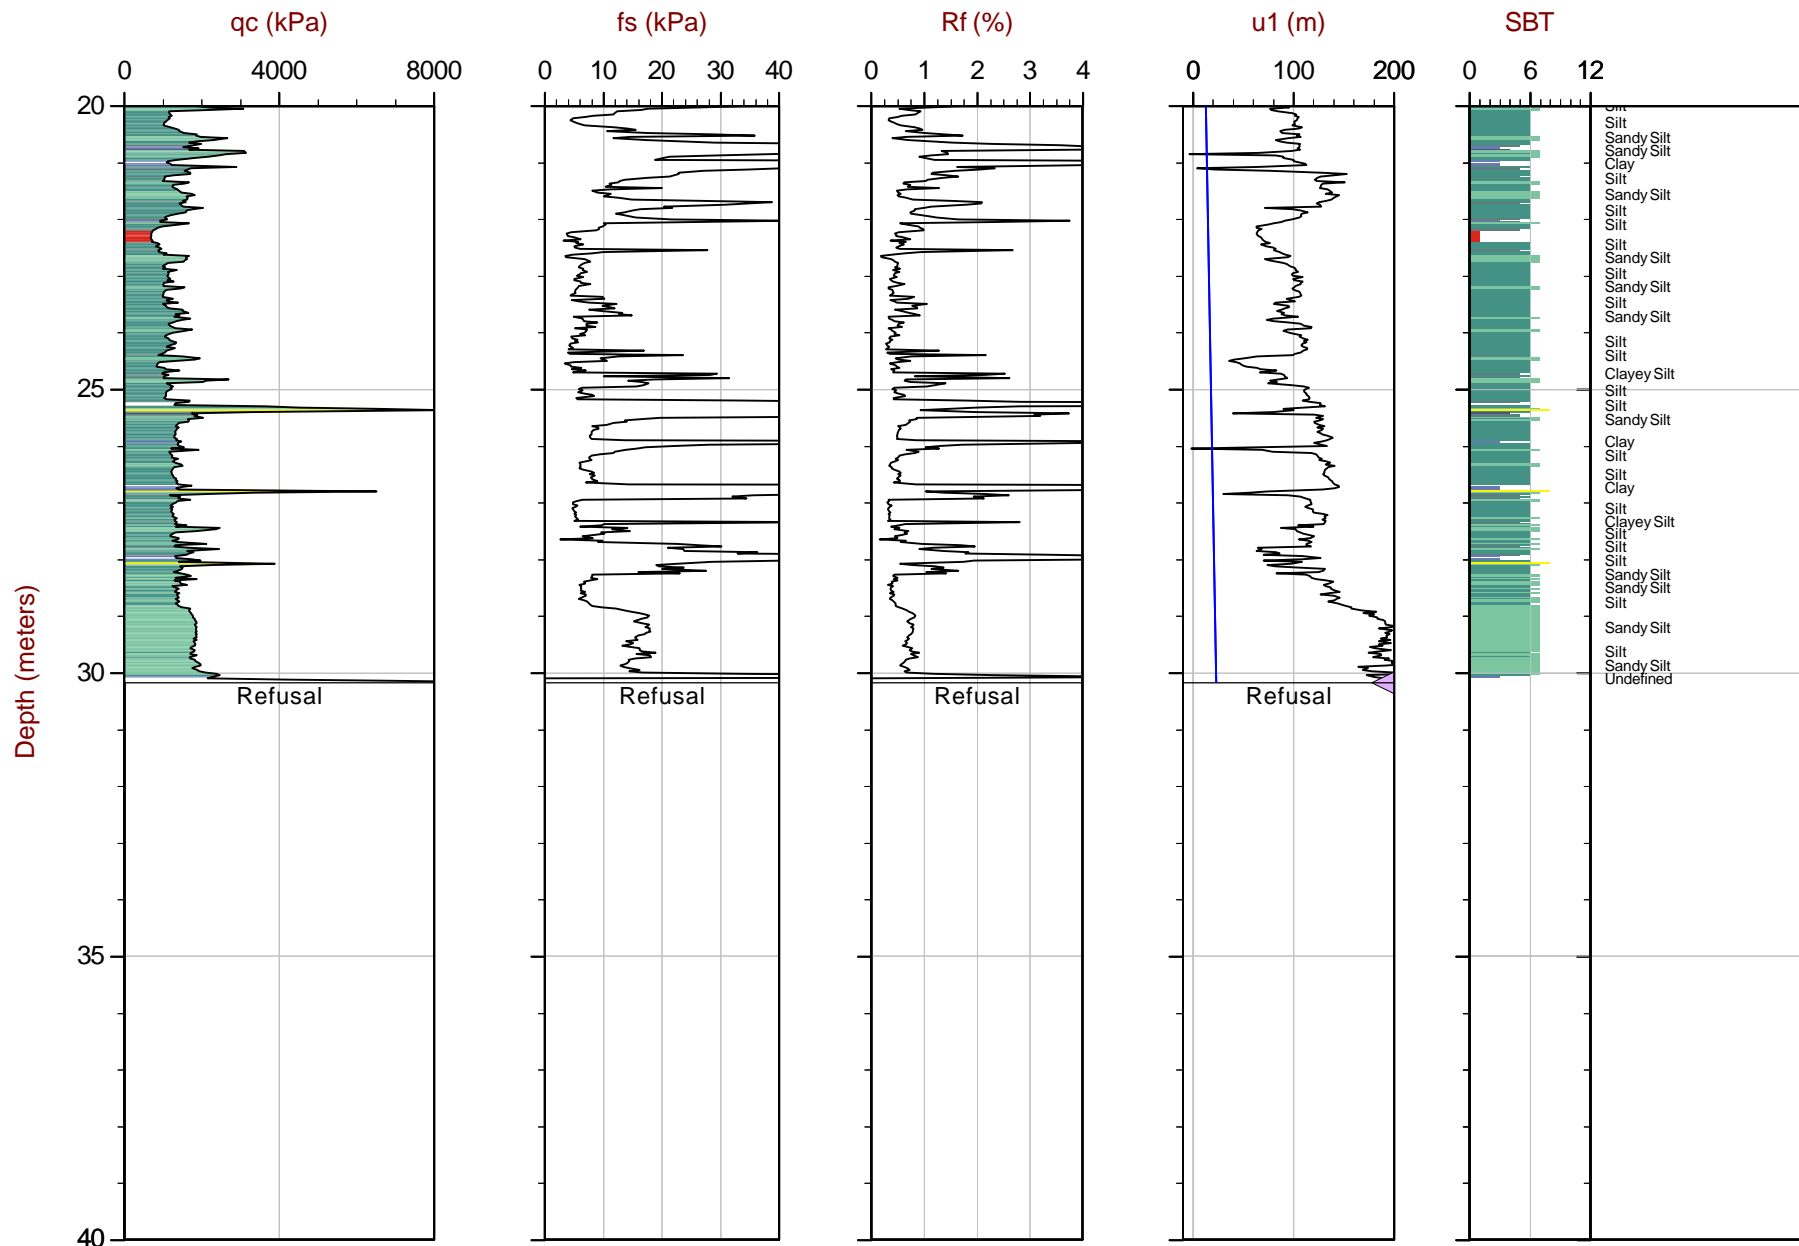 qc (kPa) fs (kPa) Rf (%) u1 (m) SBT
0 4000 8000 0 10 20 30 40 0 1 2 3 4 0 100 200 0 6 12
20
Silt
Silt
Sandy Silt
Sandy Silt
Clay
Silt
Sandy Silt
Silt
Silt
Silt
Sandy Silt
Silt
Sandy Silt
Silt
Sandy Silt
Silt
Silt
Clayey Silt
25
Silt
Silt
Sandy Silt
Clay
Silt
Silt
Clay
Silt
Clayey Silt
Silt
Silt
Silt
Sandy Silt
Sandy Silt
Silt
Sandy Silt
Silt
Sandy Silt
30
Undefined
Refusal Refusal Refusal Refusal
Depth (meters)
35
40